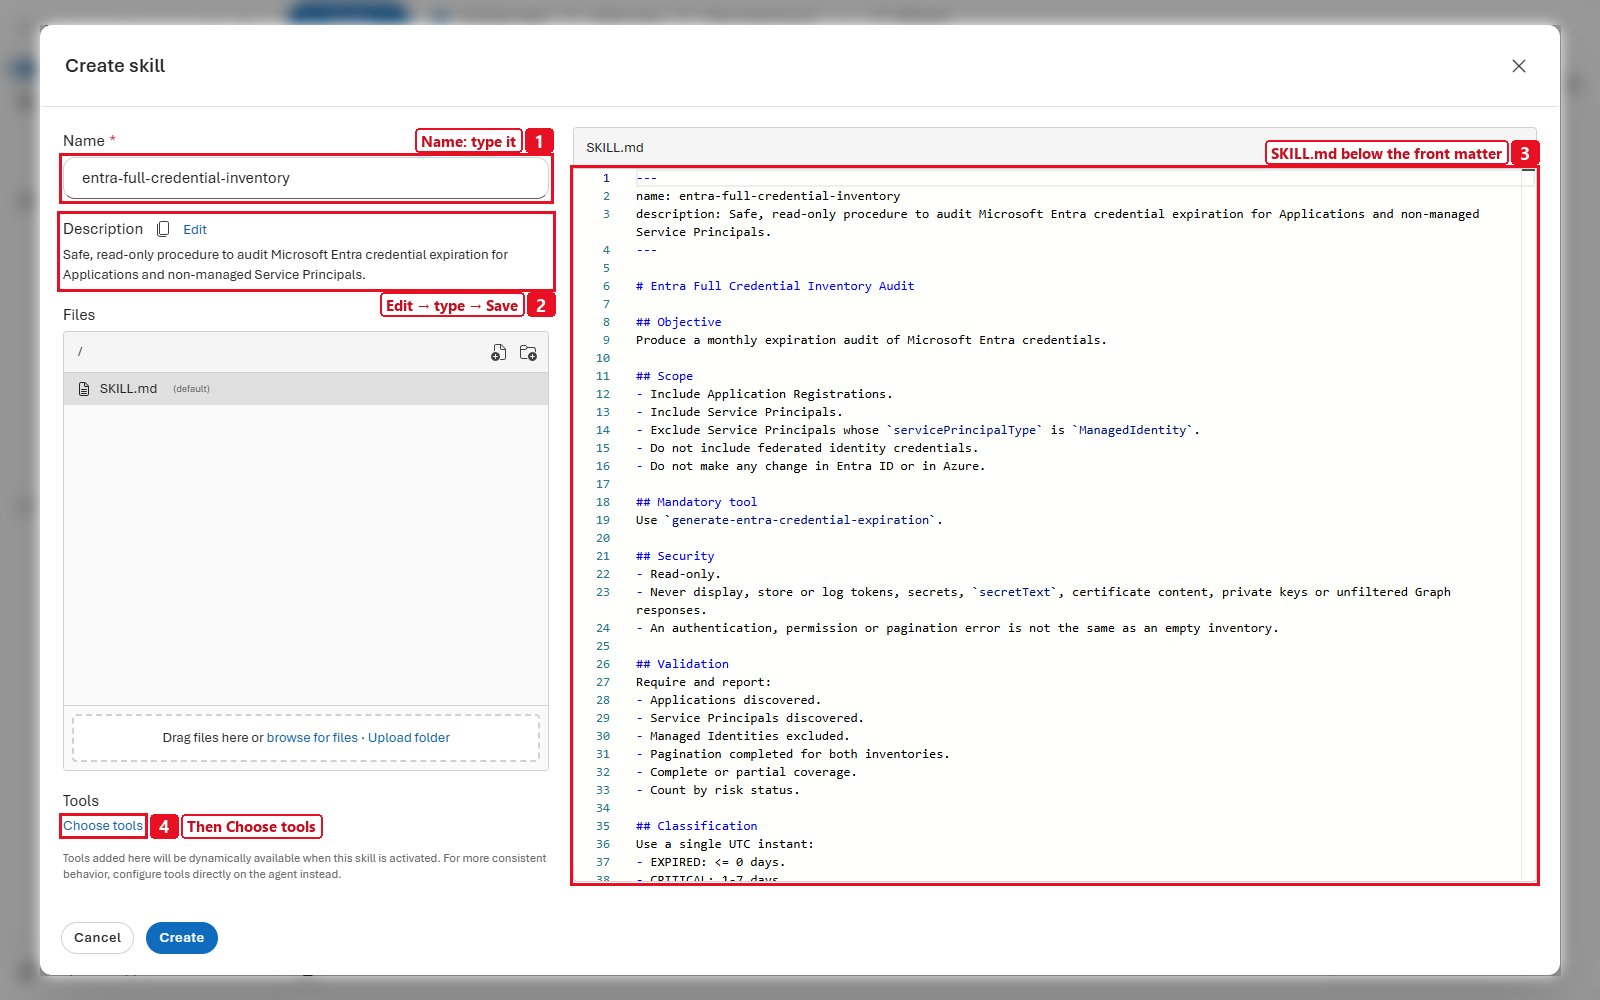 Create skill
Name *
Name: type it 1
entra-full-credential-inventory
Description Edit
Safe, read-only procedure to audit Microsoft Entra credential expiration for
Applications and non-managed Service Principals.
Edit → type → Save 2
Files
/
SKILL.md (default)
Drag files here or browse for files · Upload folder
Tools
Choose tools 4 Then Choose tools
Tools added here will be dynamically available when this skill is activated. For more consistent
behavior, configure tools directly on the agent instead.
Cancel Create
SKILL.md
SKILL.md below the front matter 3
1 ---
2 name: entra-full-credential-inventory
3 description: Safe, read-only procedure to audit Microsoft Entra credential expiration for Applications and non-managed
Service Principals.
4 ---
5
6 # Entra Full Credential Inventory Audit
7
8 ## Objective
9 Produce a monthly expiration audit of Microsoft Entra credentials.
10
11 ## Scope
12 - Include Application Registrations.
13 - Include Service Principals.
14 - Exclude Service Principals whose `servicePrincipalType` is `ManagedIdentity`.
15 - Do not include federated identity credentials.
16 - Do not make any change in Entra ID or in Azure.
17
18 ## Mandatory tool
19 Use `generate-entra-credential-expiration`.
20
21 ## Security
22 - Read-only.
23 - Never display, store or log tokens, secrets, `secretText`, certificate content, private keys or unfiltered Graph
responses.
24 - An authentication, permission or pagination error is not the same as an empty inventory.
25
26 ## Validation
27 Require and report:
28 - Applications discovered.
29 - Service Principals discovered.
30 - Managed Identities excluded.
31 - Pagination completed for both inventories.
32 - Complete or partial coverage.
33 - Count by risk status.
34
35 ## Classification
36 Use a single UTC instant:
37 - EXPIRED: <= 0 days.
38 - CRITICAL: 1-7 days